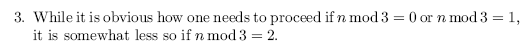 3. While it is obvious how one needs to proceed if n mod 3 = 0 or n mod 3 = 1,
it is somewhat less so if n mod 3 = 2.